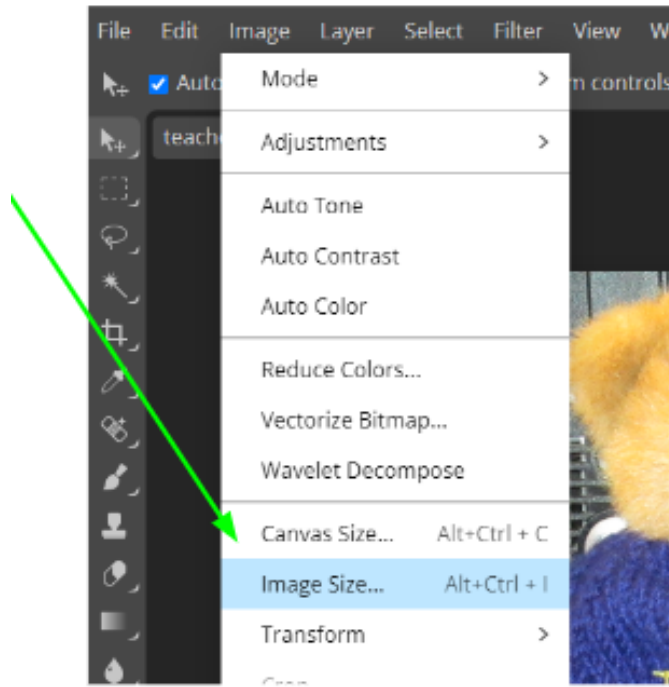 File Edit Image Layer Select Filter View W
Auto m controls
teach
Mode >
Adjustments >
Auto Tone
Auto Contrast
Auto Color
Reduce Colors...
Vectorize Bitmap...
Wavelet Decompose
Canvas Size... Alt+Ctrl + C
Image Size... Alt+Ctrl + I
Transform >